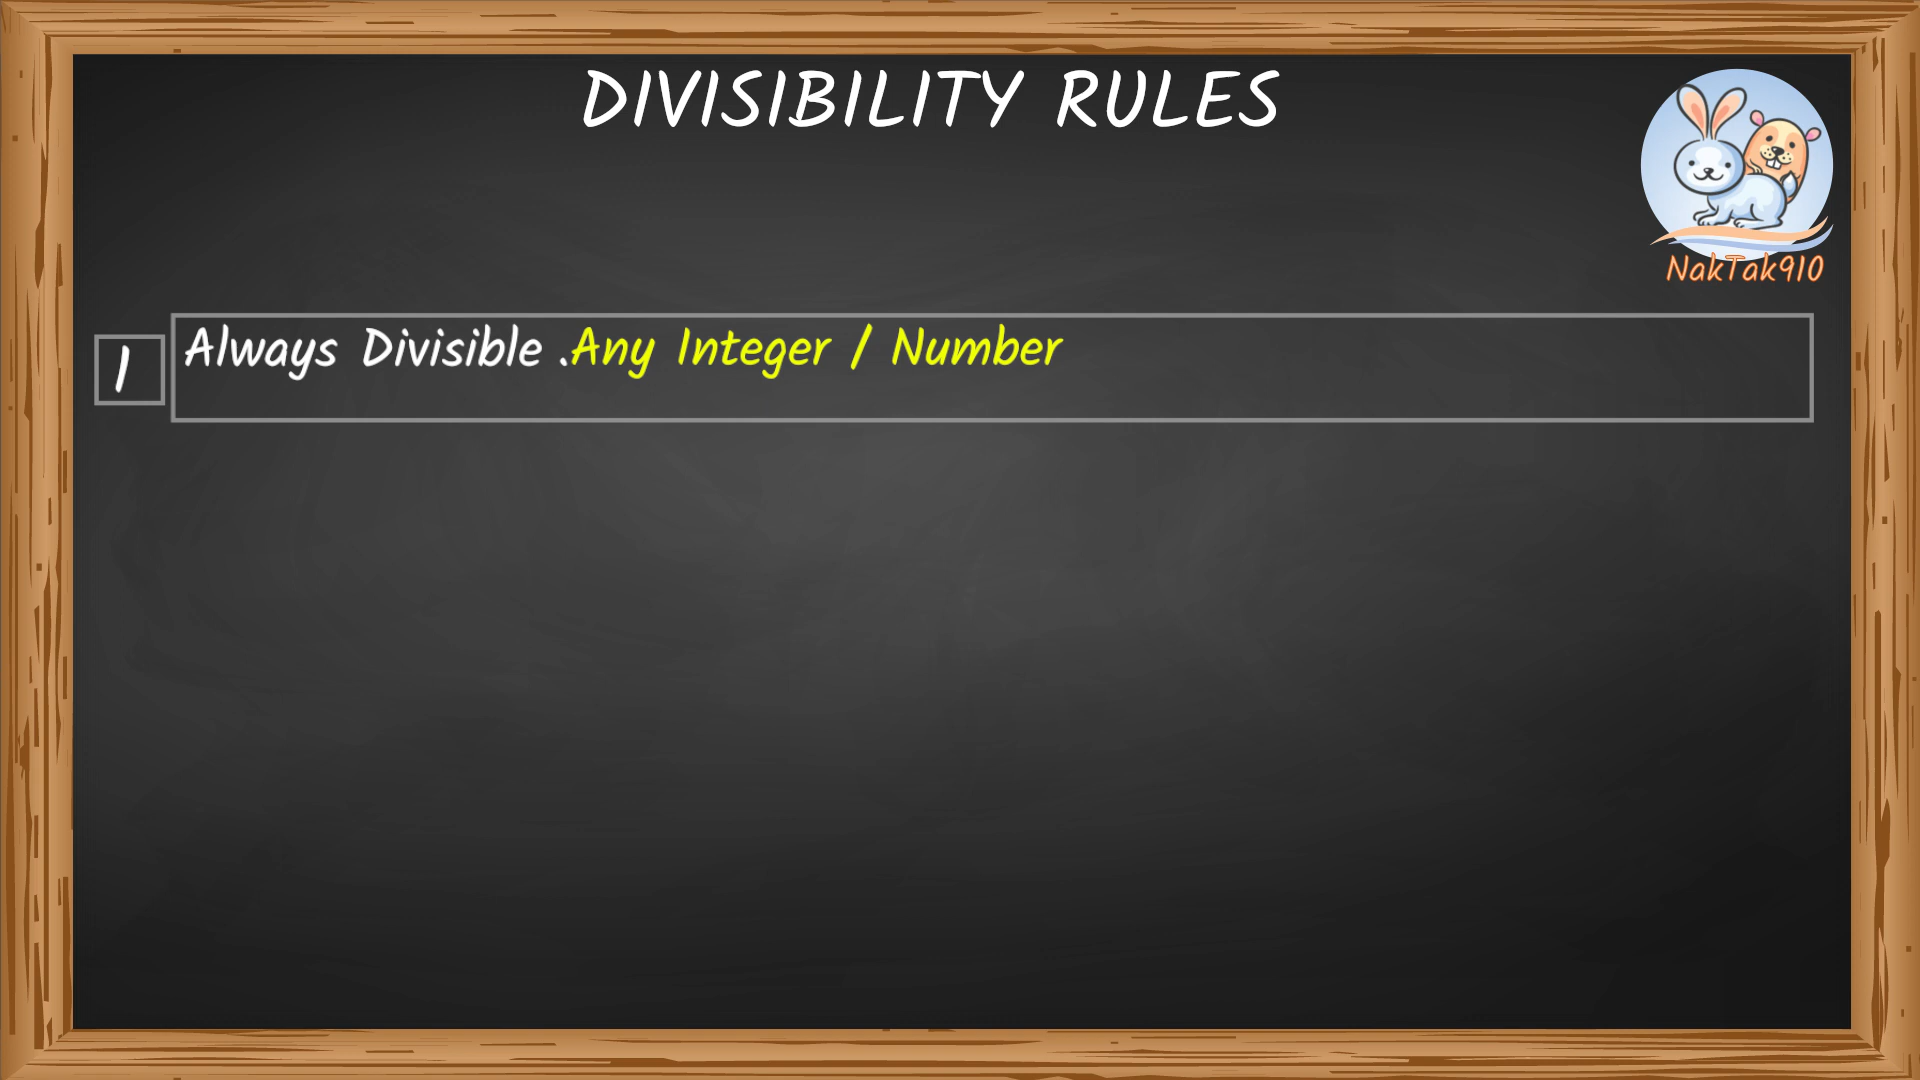 DIVISIBILITY RULES
NakTak910
1
Always Divisible .Any Integer / Number